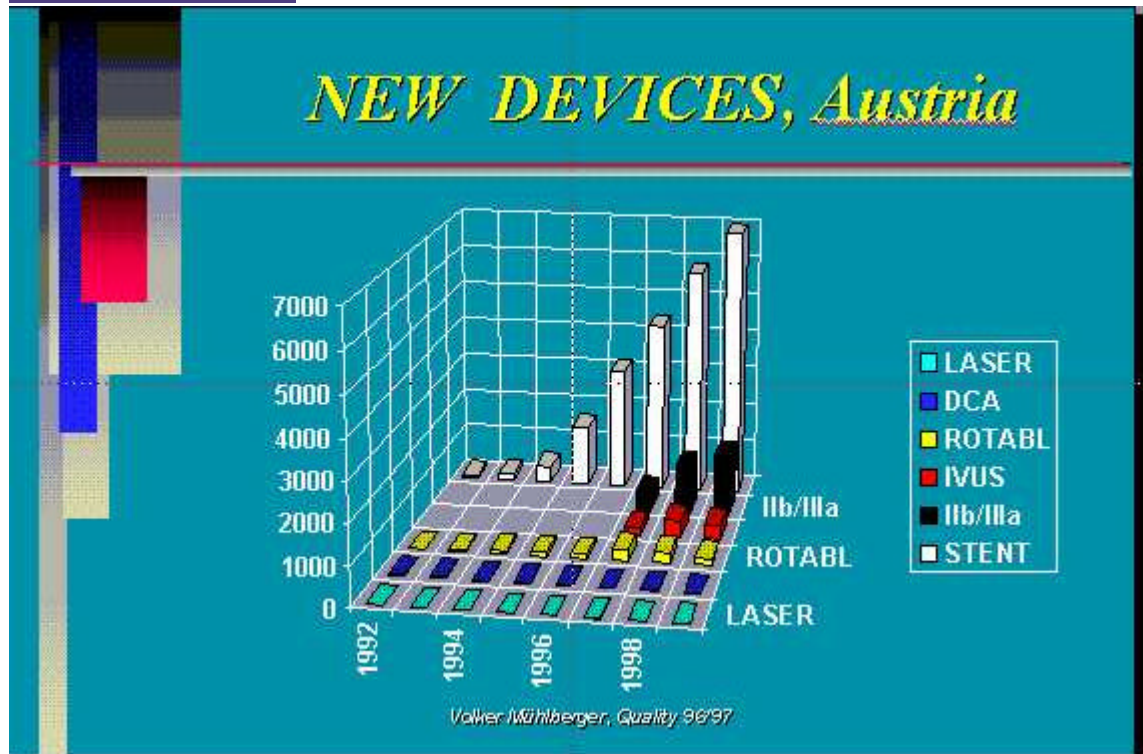 NEW DEVICES, Austria
7000
6000
5000
4000
3000
2000
1000
0
1992
1994
1996
1998
IIb/IIIa
ROTABL
LASER
LASER
DCA
ROTABL
IVUS
IIb/IIIa
STENT
Volker Mühlberger, Quality 96'97